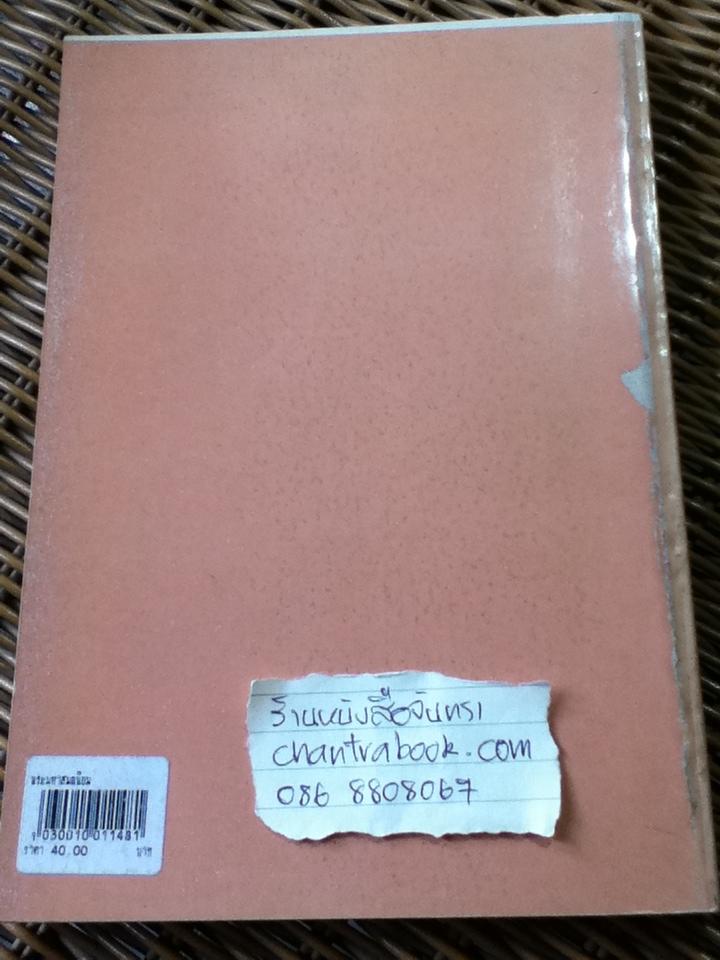 ร้านหนังสือจันทรา
chantrabook.com
086 8808067
9 030010 011481
ราคา 40.00 บาท